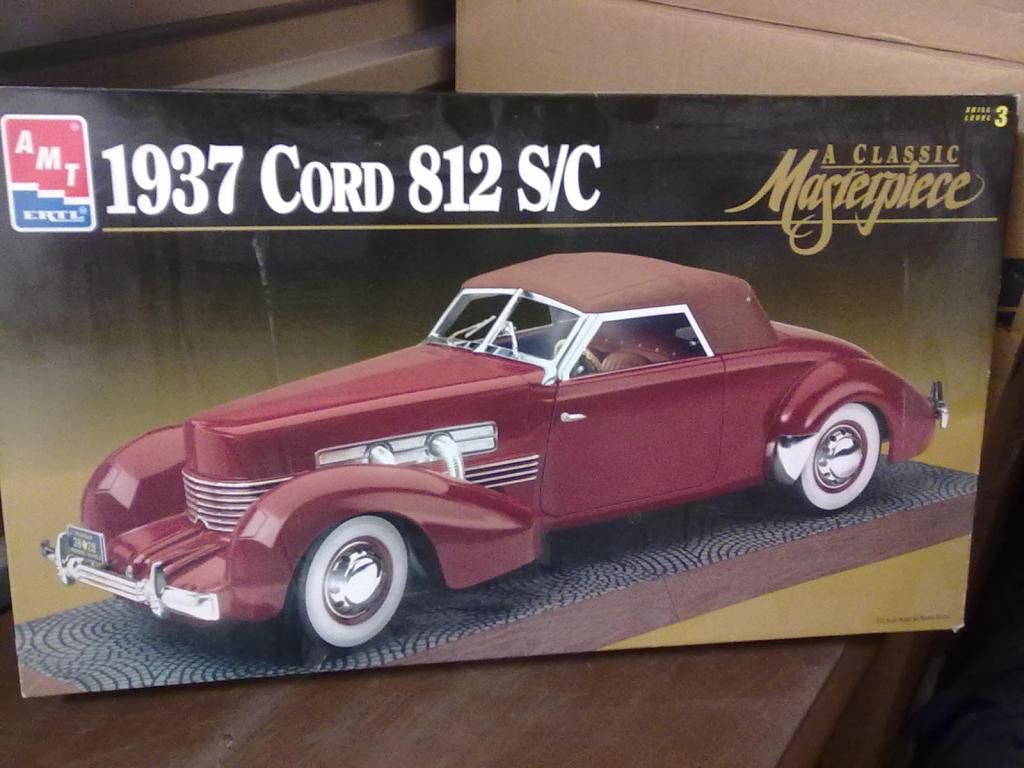 AMT
ERTL
1937 CORD 812 S/C
A CLASSIC
Masterpiece
SKILL
LEVEL 3